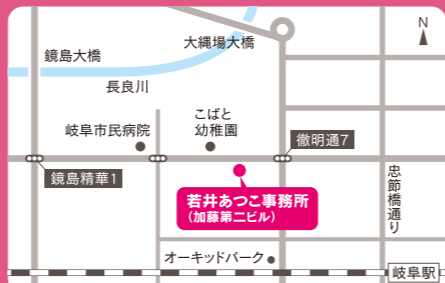 大縄場大橋
N
鏡島大橋
長良川
こばと
幼稚園
岐阜市民病院
徹明通7
鏡島精華1
忠節橋通り
若井あつこ事務所
(加藤第二ビル)
オーキッドパーク
岐阜駅